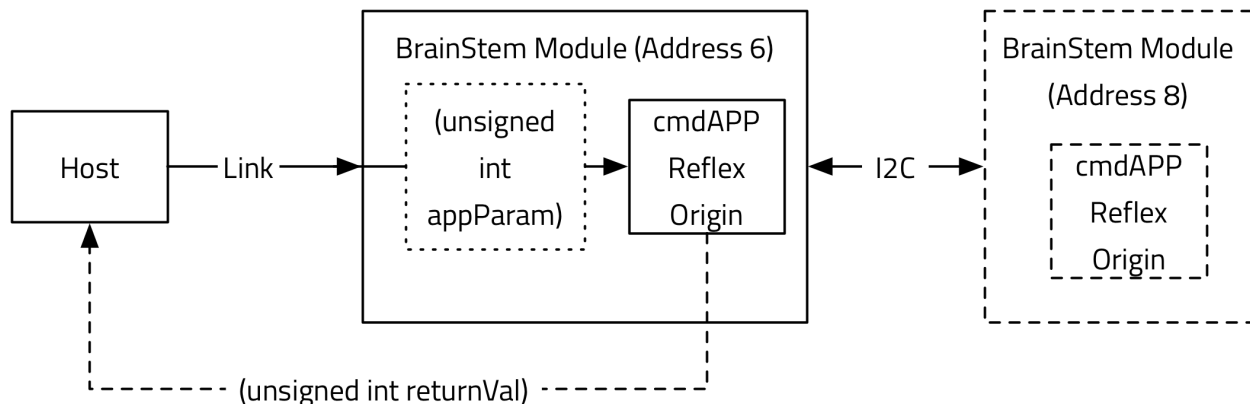 BrainStem Module (Address 6)
BrainStem Module
(Address 8)
Host
Link
(unsigned
int
appParam)
cmdAPP
Reflex
Origin
I2C
cmdAPP
Reflex
Origin
(unsigned int returnVal)